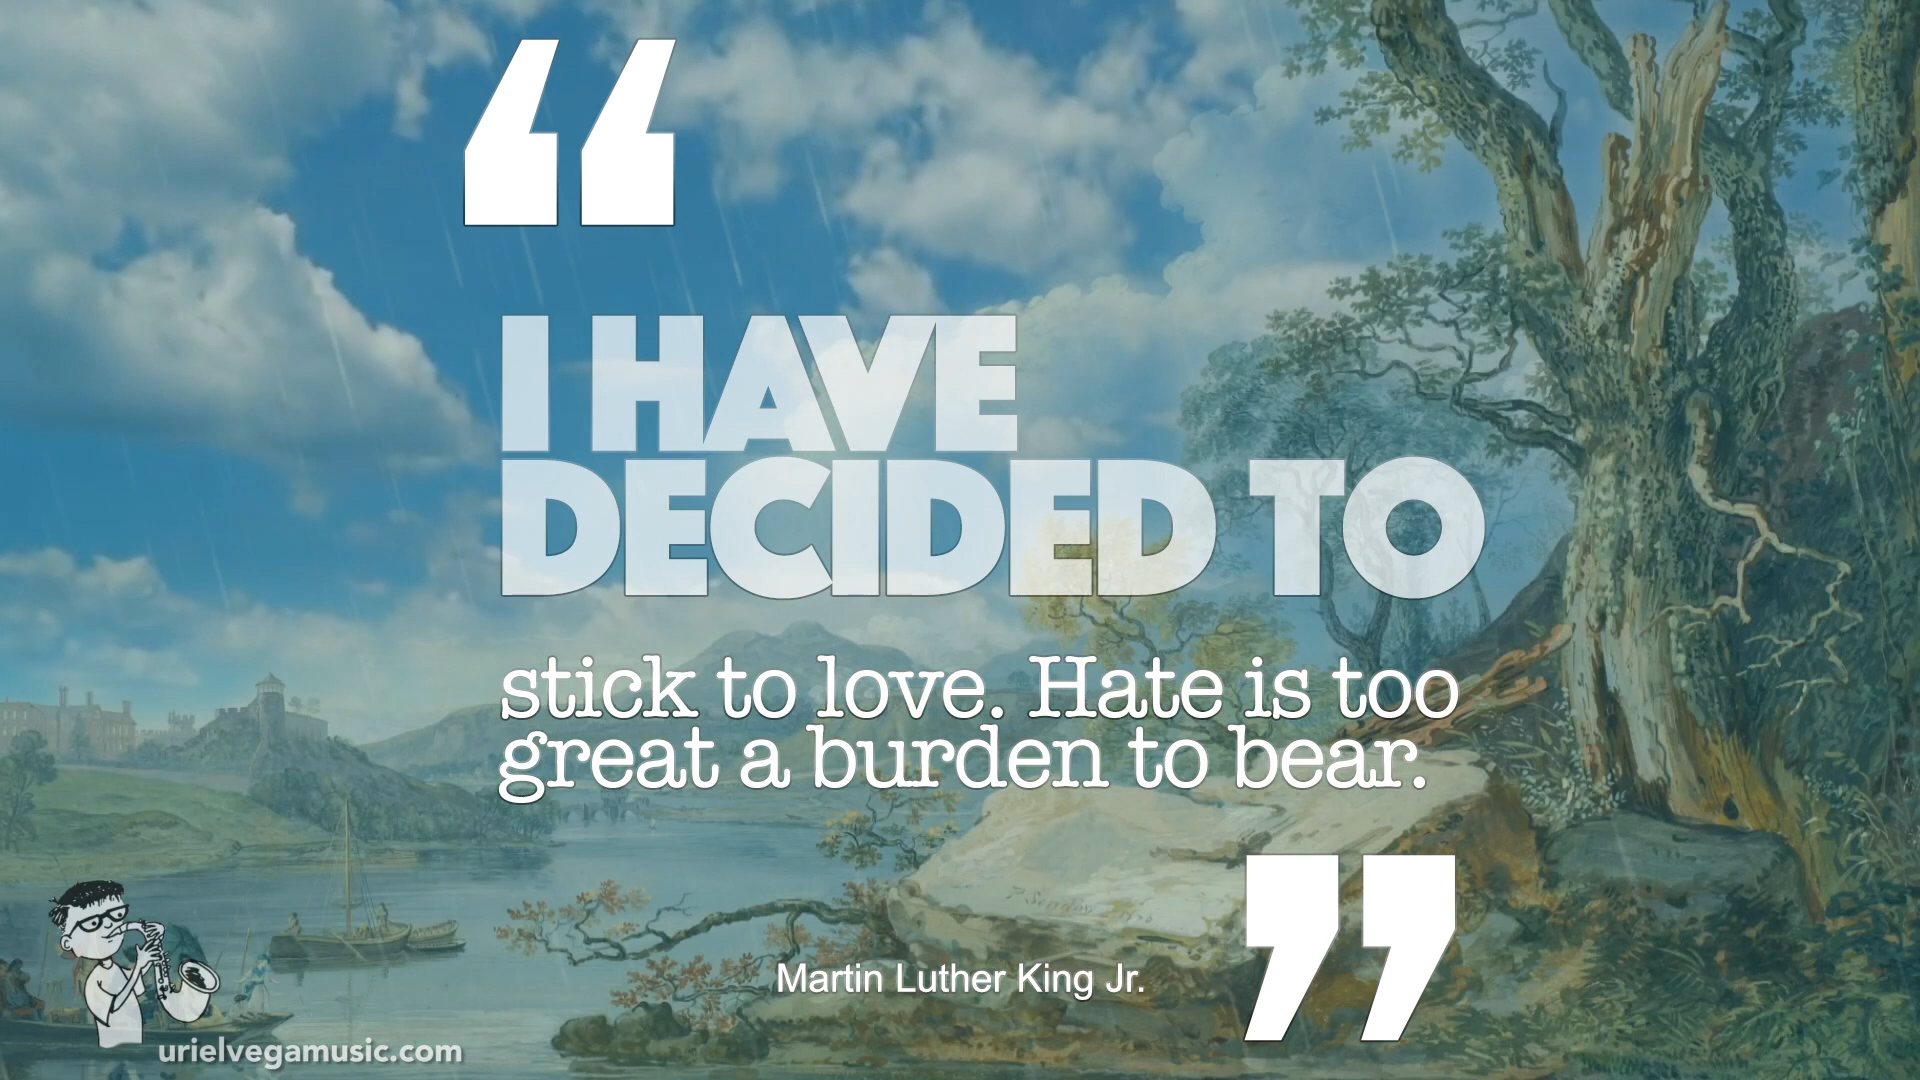 “
I HAVE
DECIDED TO
stick to love. Hate is too
great a burden to bear.
”
Martin Luther King Jr.
urielvegamusic.com